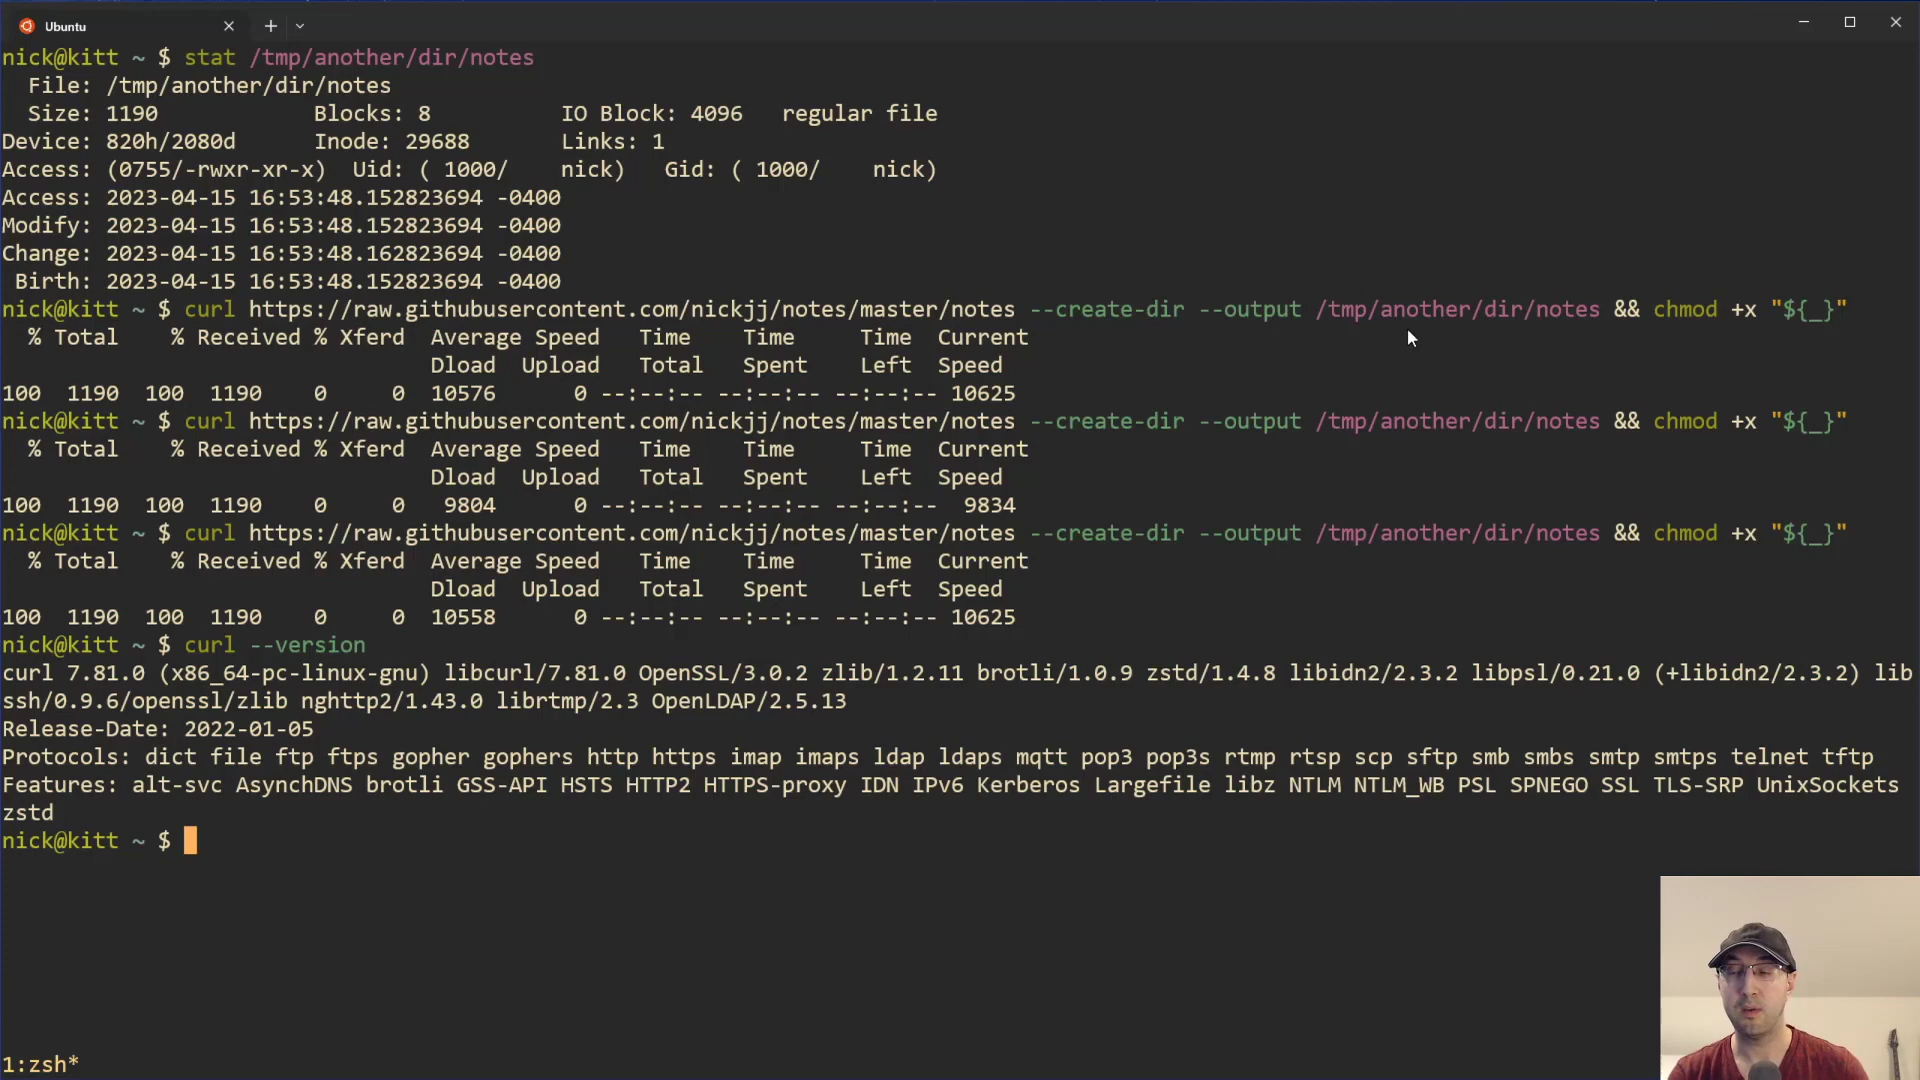 Ubuntu
nick@kitt ~ $ stat /tmp/another/dir/notes
File: /tmp/another/dir/notes
Size: 1190 Blocks: 8 IO Block: 4096 regular file
Device: 820h/2080d Inode: 29688 Links: 1
Access: (0755/-rwxr-xr-x) Uid: ( 1000/ nick) Gid: ( 1000/ nick)
Access: 2023-04-15 16:53:48.152823694 -0400
Modify: 2023-04-15 16:53:48.152823694 -0400
Change: 2023-04-15 16:53:48.162823694 -0400
Birth: 2023-04-15 16:53:48.152823694 -0400
nick@kitt ~ $ curl https://raw.githubusercontent.com/nickjj/notes/master/notes --create-dir --output /tmp/another/dir/notes && chmod +x "${_}"
% Total % Received % Xferd Average Speed Time Time Time Current
Dload Upload Total Spent Left Speed
100 1190 100 1190 0 0 10576 0 --:--:-- --:--:-- --:--:-- 10625
nick@kitt ~ $ curl https://raw.githubusercontent.com/nickjj/notes/master/notes --create-dir --output /tmp/another/dir/notes && chmod +x "${_}"
% Total % Received % Xferd Average Speed Time Time Time Current
Dload Upload Total Spent Left Speed
100 1190 100 1190 0 0 9804 0 --:--:-- --:--:-- --:--:-- 9834
nick@kitt ~ $ curl https://raw.githubusercontent.com/nickjj/notes/master/notes --create-dir --output /tmp/another/dir/notes && chmod +x "${_}"
% Total % Received % Xferd Average Speed Time Time Time Current
Dload Upload Total Spent Left Speed
100 1190 100 1190 0 0 10558 0 --:--:-- --:--:-- --:--:-- 10625
nick@kitt ~ $ curl --version
curl 7.81.0 (x86_64-pc-linux-gnu) libcurl/7.81.0 OpenSSL/3.0.2 zlib/1.2.11 brotli/1.0.9 zstd/1.4.8 libidn2/2.3.2 libpsl/0.21.0 (+libidn2/2.3.2) lib
ssh/0.9.6/openssl/zlib nghttp2/1.43.0 librtmp/2.3 OpenLDAP/2.5.13
Release-Date: 2022-01-05
Protocols: dict file ftp ftps gopher gophers http https imap imaps ldap ldaps mqtt pop3 pop3s rtmp rtsp scp sftp smb smbs smtp smtps telnet tftp
Features: alt-svc AsynchDNS brotli GSS-API HSTS HTTP2 HTTPS-proxy IDN IPv6 Kerberos Largefile libz NTLM NTLM_WB PSL SPNEGO SSL TLS-SRP UnixSockets
zstd
nick@kitt ~ $
1:zsh*